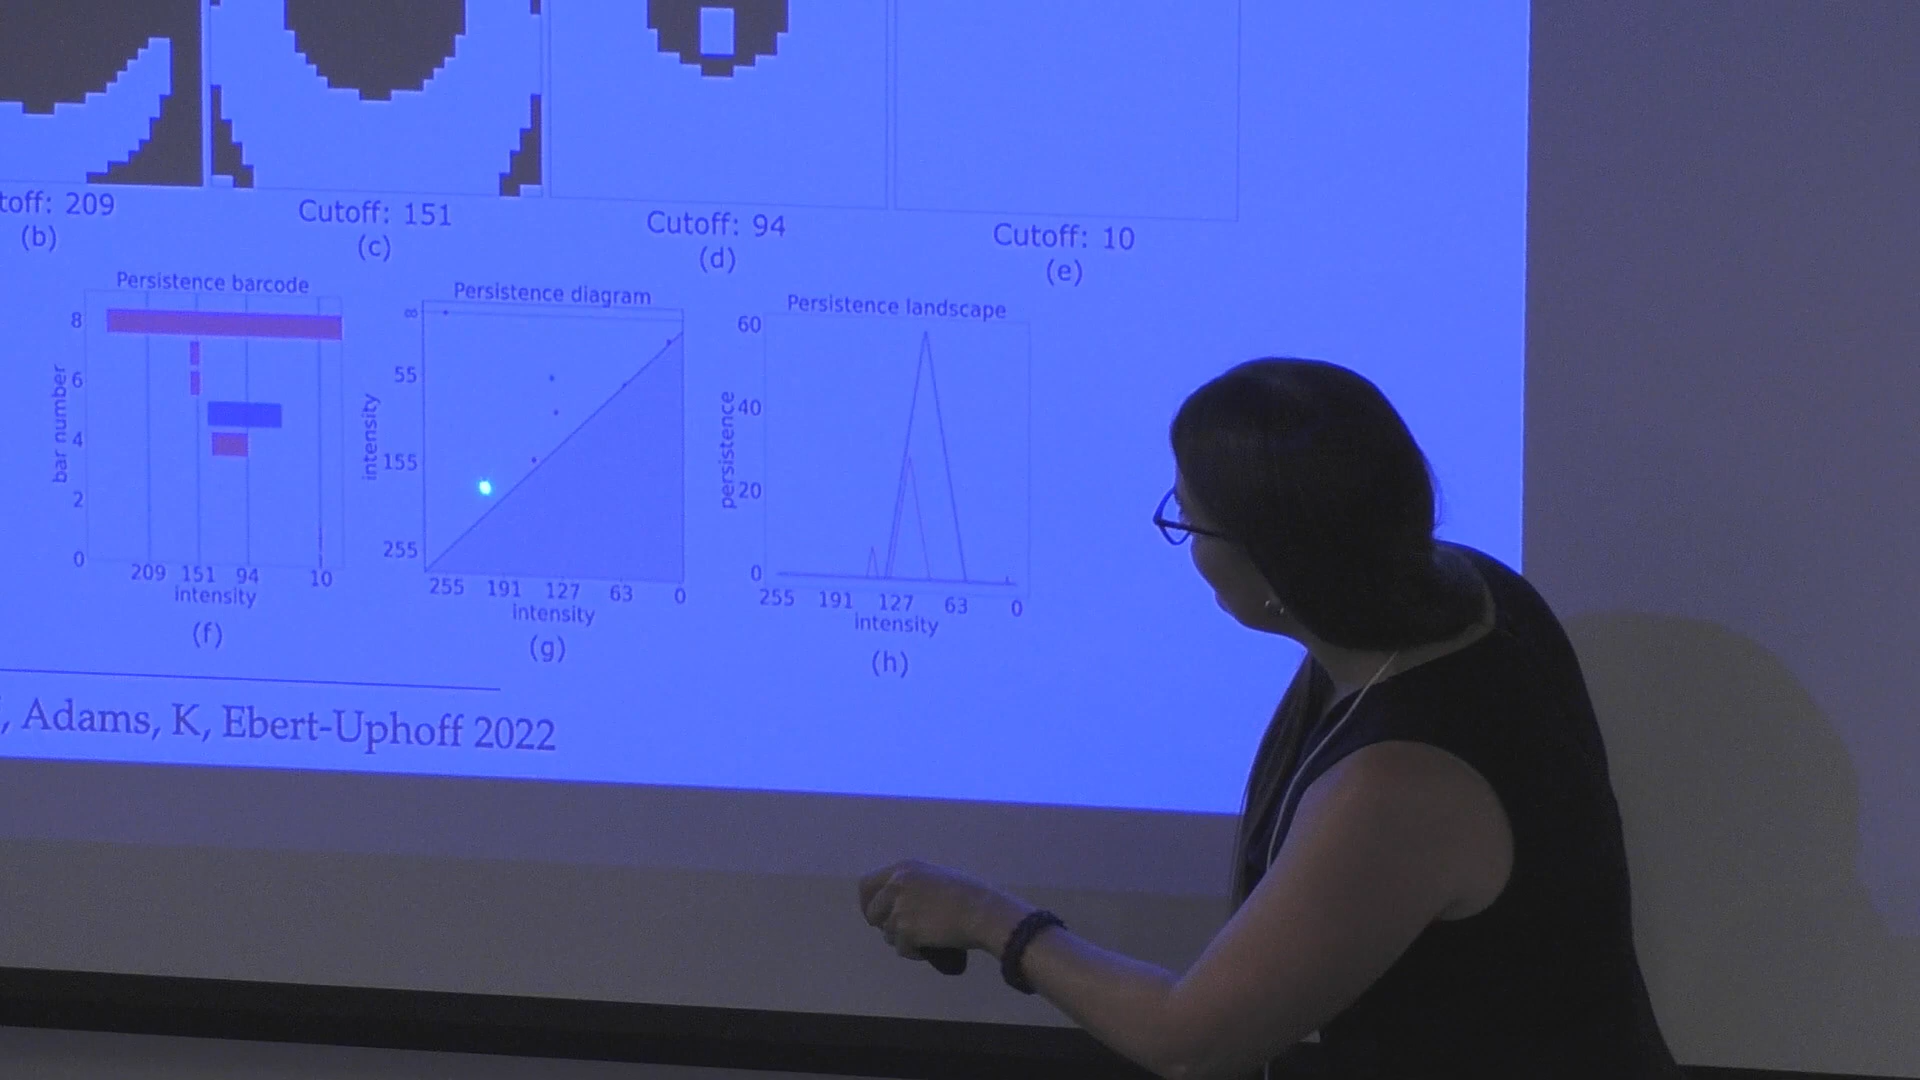 toff: 209
(b)
Cutoff: 151
(c)
Cutoff: 94
(d)
Cutoff: 10
(e)
Persistence barcode
8
6
4
2
0
bar number
209 151 94 10
intensity
(f)
Persistence diagram
∞
55
155
255
intensity
255 191 127 63 0
intensity
(g)
Persistence landscape
60
40
20
0
persistence
255 191 127 63 0
intensity
(h)
, Adams, K, Ebert-Uphoff 2022